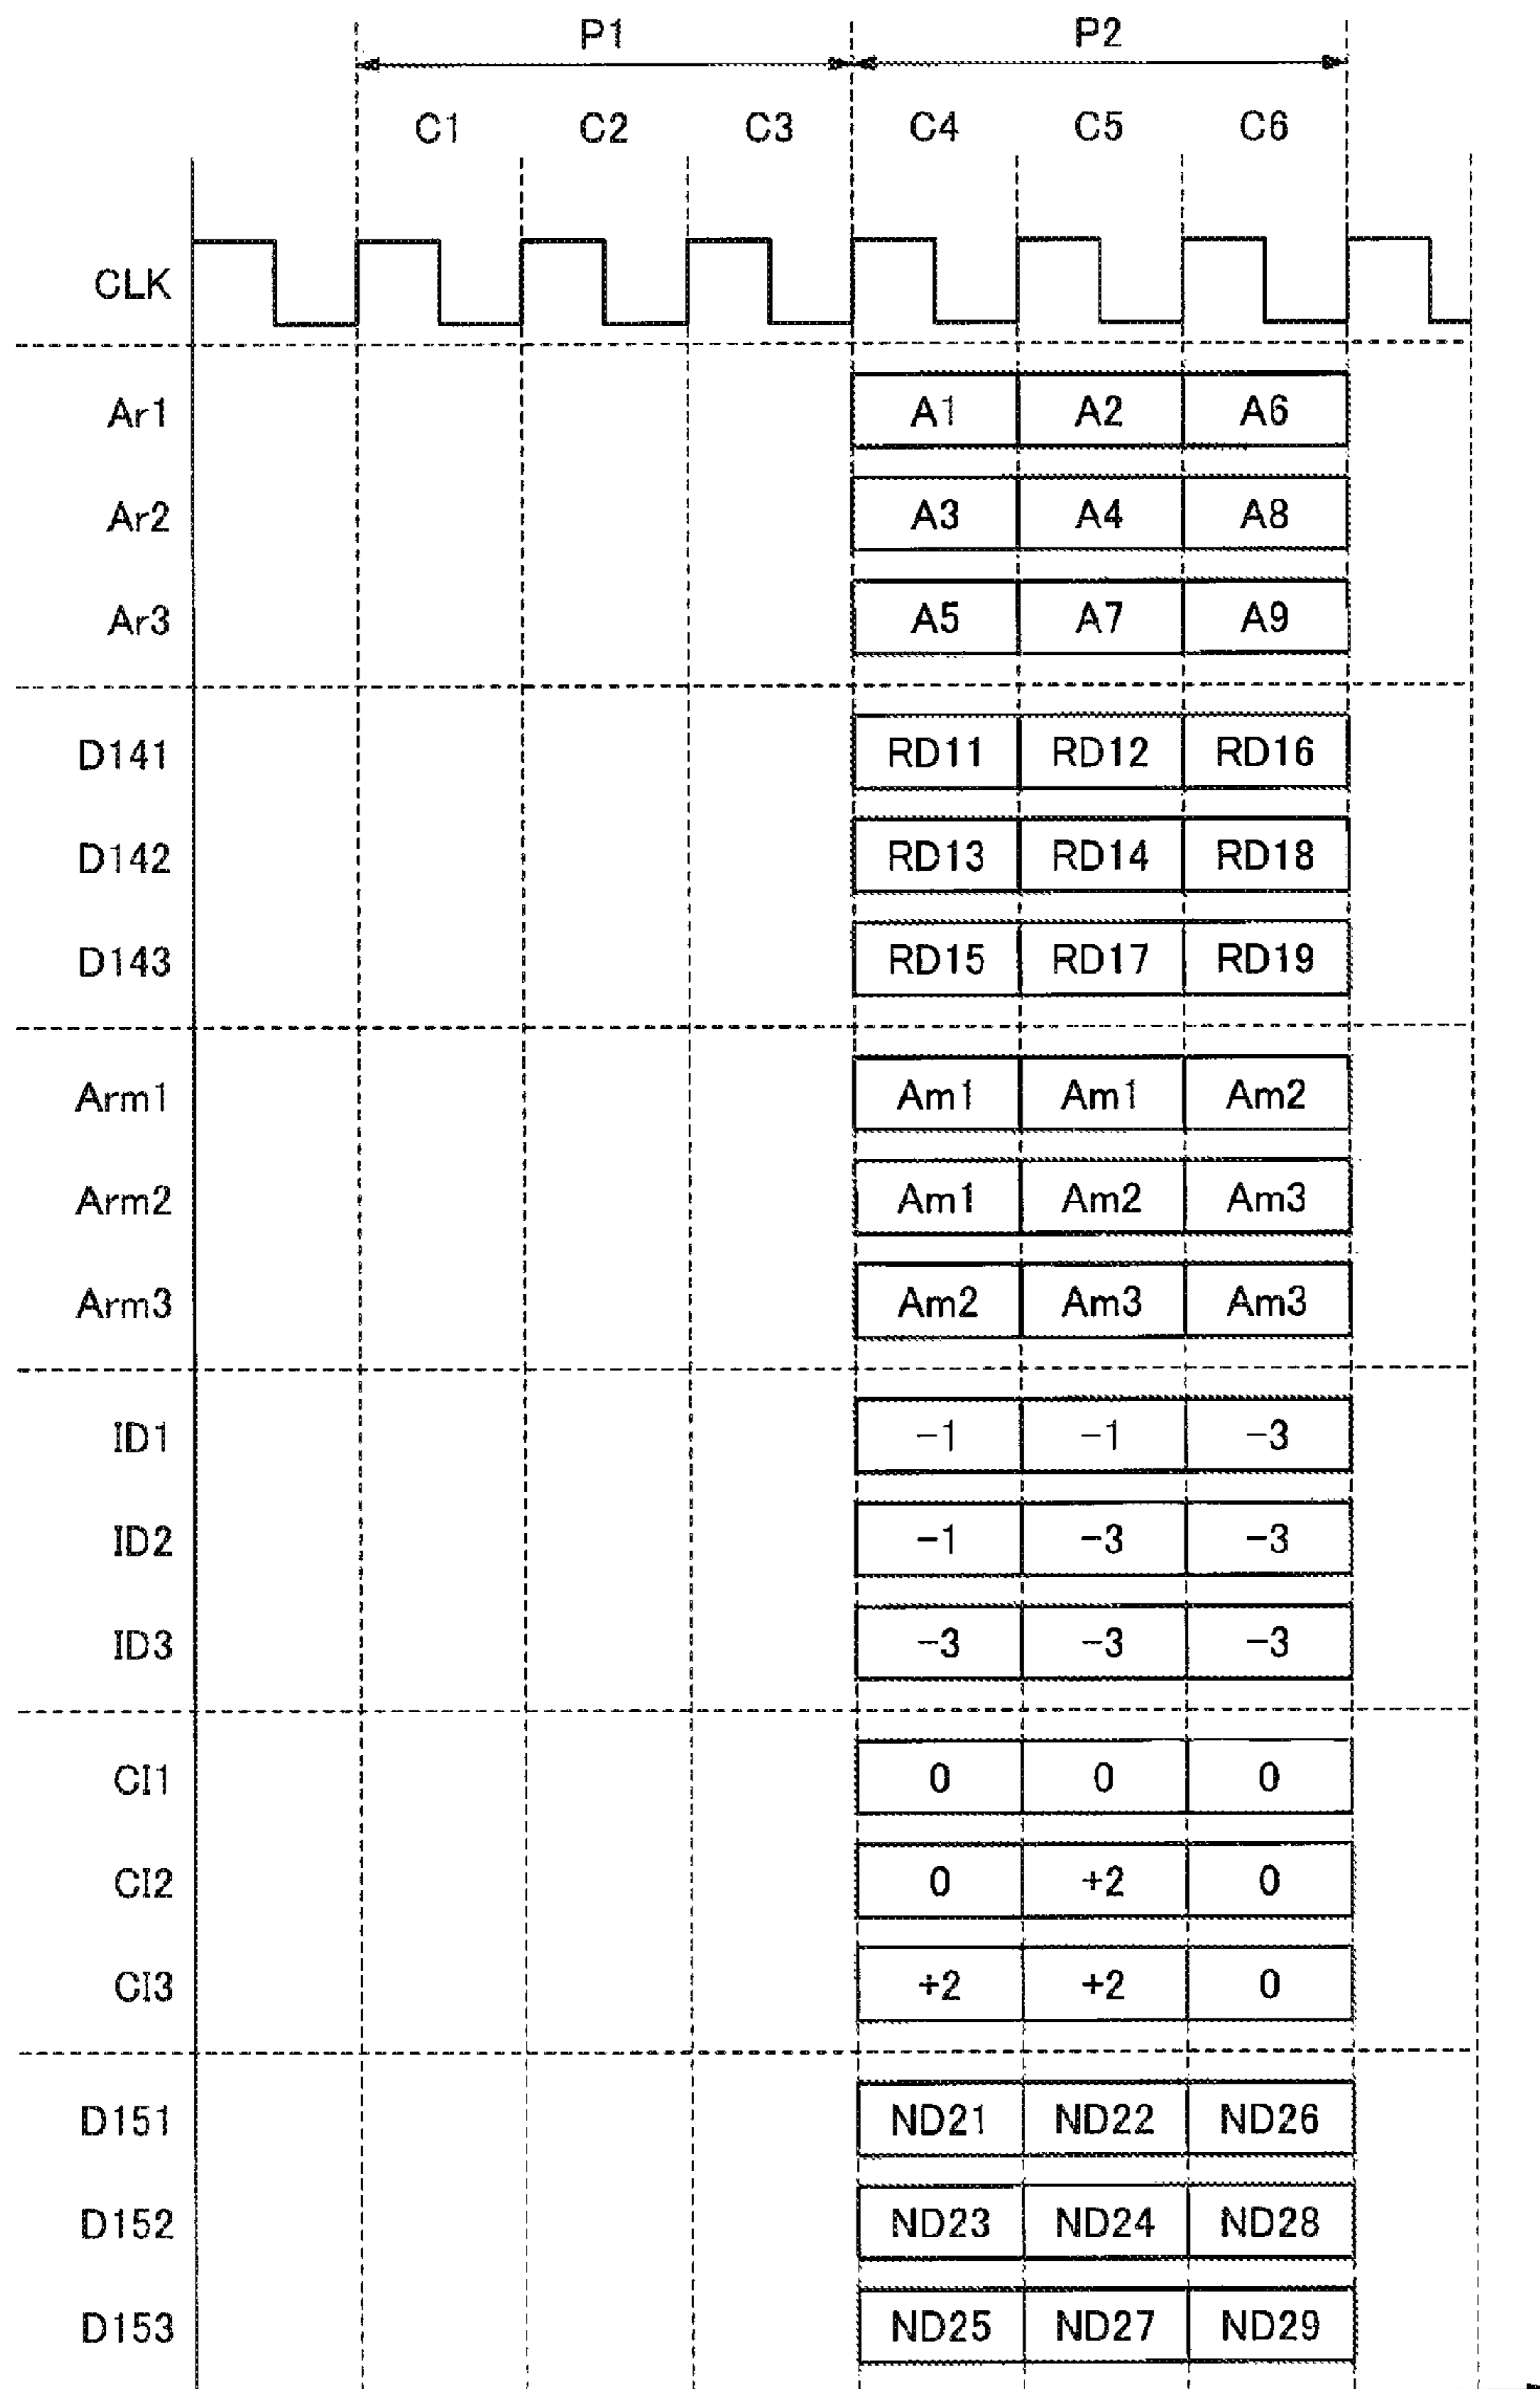 P1 P2
C1 C2 C3 C4 C5 C6
CLK
Ar1 A1 A2 A6
Ar2 A3 A4 A8
Ar3 A5 A7 A9
D141 RD11 RD12 RD16
D142 RD13 RD14 RD18
D143 RD15 RD17 RD19
Arm1 Am1 Am1 Am2
Arm2 Am1 Am2 Am3
Arm3 Am2 Am3 Am3
ID1 -1 -1 -3
ID2 -1 -3 -3
ID3 -3 -3 -3
CI1 0 0 0
CI2 0 +2 0
CI3 +2 +2 0
D151 ND21 ND22 ND26
D152 ND23 ND24 ND28
D153 ND25 ND27 ND29